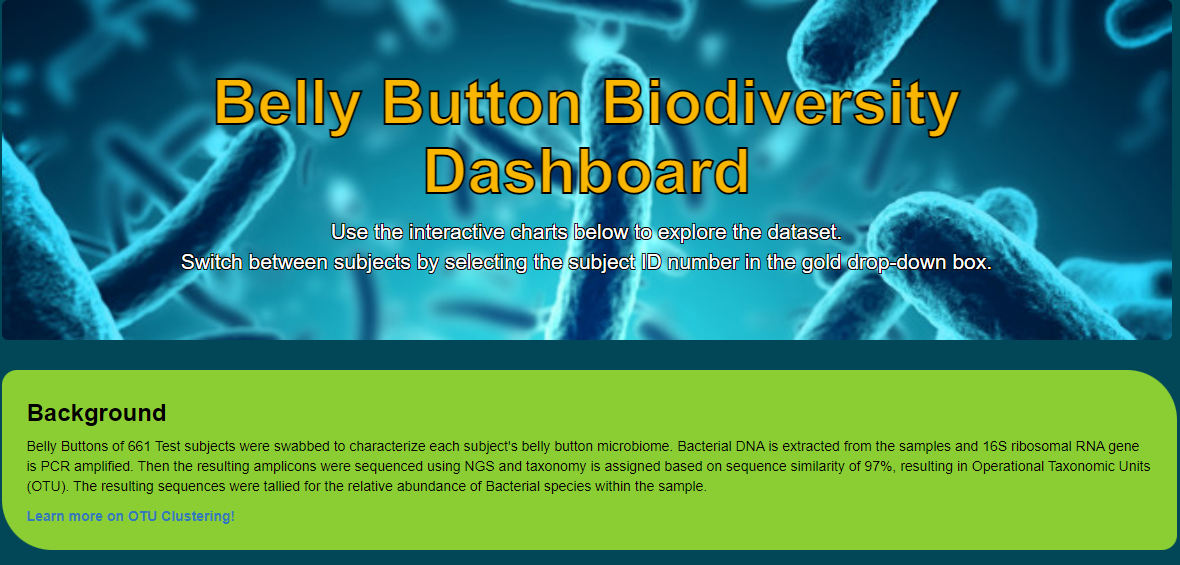 Belly Button Biodiversity
Dashboard
Use the interactive charts below to explore the dataset.
Switch between subjects by selecting the subject ID number in the gold drop-down box.
Background
Belly Buttons of 661 Test subjects were swabbed to characterize each subject's belly button microbiome. Bacterial DNA is extracted from the samples and 16S ribosomal RNA gene
is PCR amplified. Then the resulting amplicons were sequenced using NGS and taxonomy is assigned based on sequence similarity of 97%, resulting in Operational Taxonomic Units
(OTU). The resulting sequences were tallied for the relative abundance of Bacterial species within the sample.
Learn more on OTU Clustering!